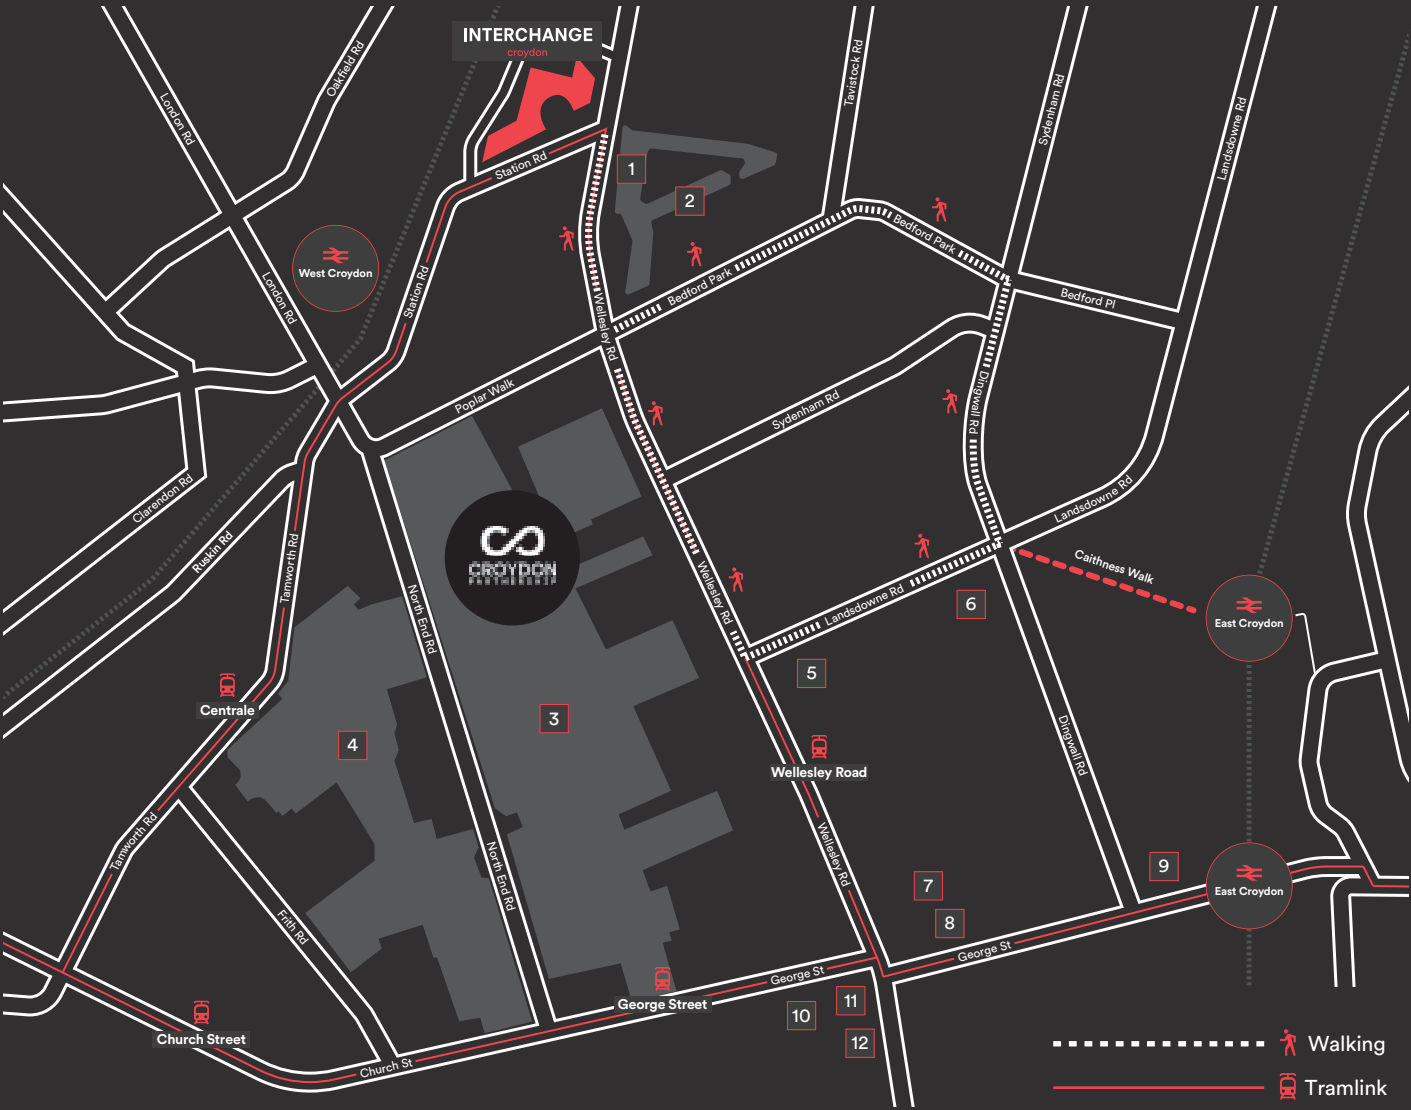 INTERCHANGE
croydon
London Rd
Oakfield Rd
Tavistock Rd
Sydenham Rd
Landsdowne Rd
Station Rd
1
2
West Croydon
London Rd
Station Rd
Bedford Park
Bedford Park
Bedford Pl
Wellesley Rd
Poplar Walk
Sydenham Rd
Dingwall Rd
Clarendon Rd
Ruskin Rd
Tamworth Rd
CROYDON
PARTNERSHIP
Landsdowne Rd
Caithness Walk
North End Rd
Wellesley Rd
Landsdowne Rd
6
East Croydon
5
Centrale
3
4
Wellesley Road
Dingwall Rd
Tamworth Rd
North End Rd
Wellesley Rd
7
8
9
East Croydon
Frith Rd
George St
George St
George Street
10
11
12
Church Street
Church St
Walking
Tramlink